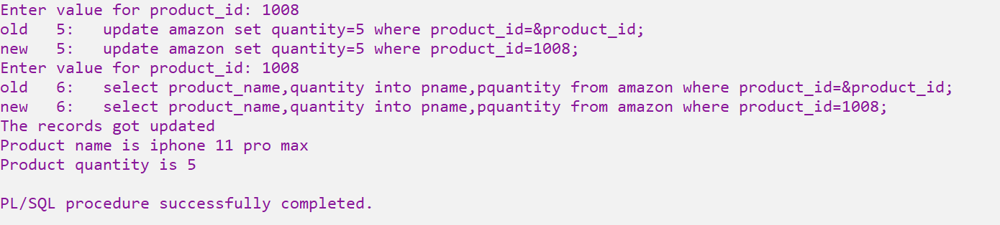 Enter value for product_id: 1008
old   5:   update amazon set quantity=5 where product_id=&product_id;
new   5:   update amazon set quantity=5 where product_id=1008;
Enter value for product_id: 1008
old   6:   select product_name,quantity into pname,pquantity from amazon where product_id=&product_id;
new   6:   select product_name,quantity into pname,pquantity from amazon where product_id=1008;
The records got updated
Product name is iphone 11 pro max
Product quantity is 5
PL/SQL procedure successfully completed.